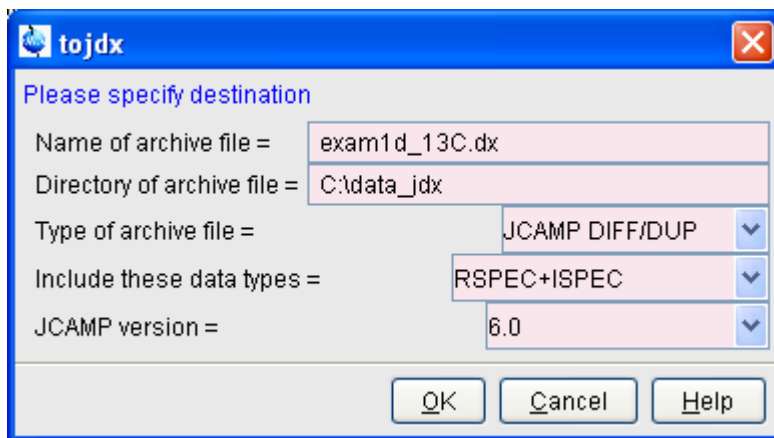 tojdx
Please specify destination
Name of archive file = exam1d_13C.dx
Directory of archive file = C:\data_jdx
Type of archive file = JCAMP DIFF/DUP
Include these data types = RSPEC+ISPEC
JCAMP version = 6.0
OK Cancel Help